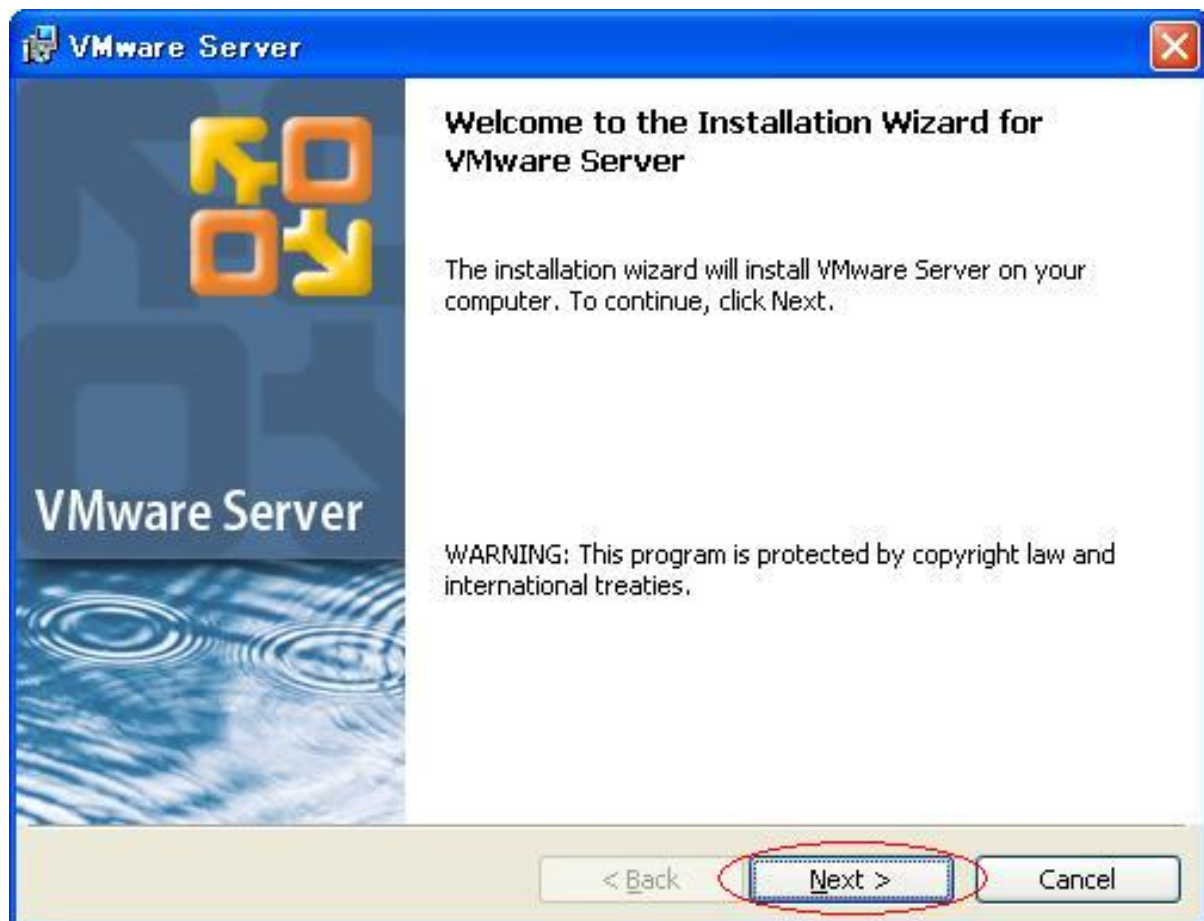 VMware Server
Welcome to the Installation Wizard for
VMware Server
The installation wizard will install VMware Server on your
computer. To continue, click Next.
VMware Server
WARNING: This program is protected by copyright law and
international treaties.
< Back
Next >
Cancel